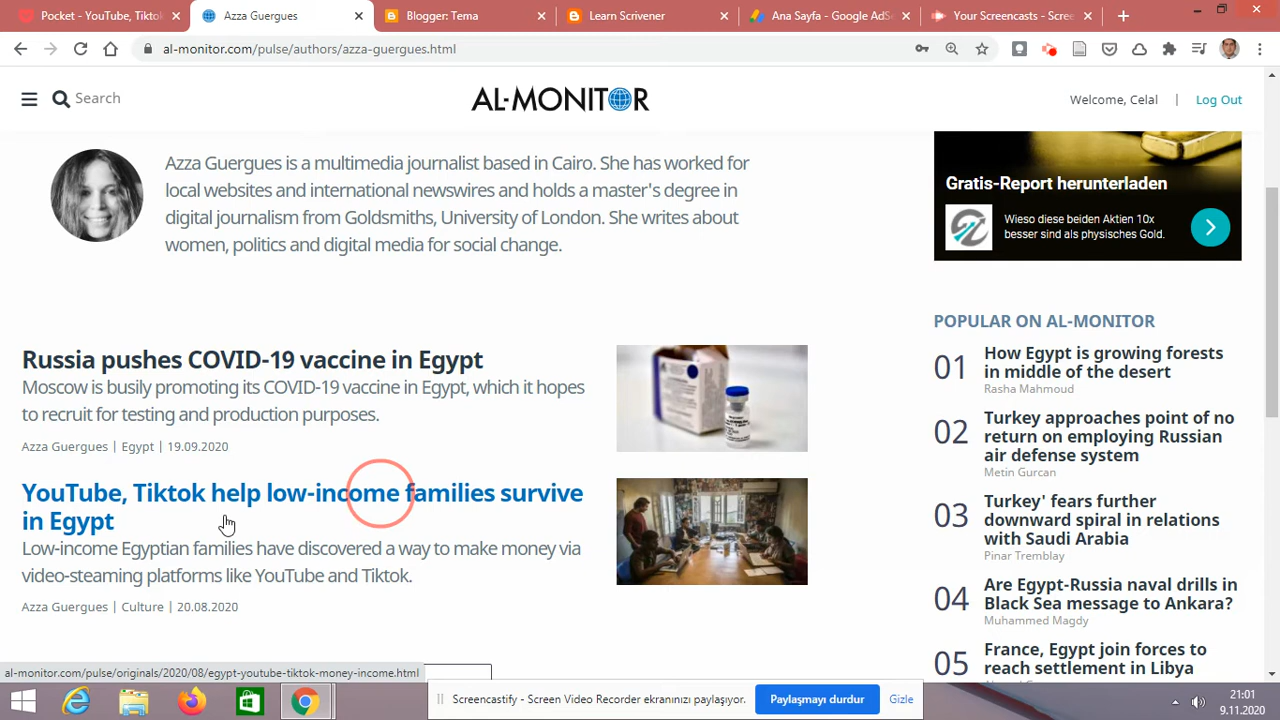 Pocket - YouTube, Tiktok
Azza Guergues
Blogger: Tema
Learn Scrivener
Ana Sayfa - Google AdSe
Your Screencasts - Scree
al-monitor.com/pulse/authors/azza-guergues.html
Search
AL-MONITOR
Welcome, Celal | Log Out
Azza Guergues is a multimedia journalist based in Cairo. She has worked for
local websites and international newswires and holds a master's degree in
digital journalism from Goldsmiths, University of London. She writes about
women, politics and digital media for social change.
Gratis-Report herunterladen
Wieso diese beiden Aktien 10x
besser sind als physisches Gold.
Russia pushes COVID-19 vaccine in Egypt
Moscow is busily promoting its COVID-19 vaccine in Egypt, which it hopes
to recruit for testing and production purposes.
Azza Guergues | Egypt | 19.09.2020
YouTube, Tiktok help low-income families survive
in Egypt
Low-income Egyptian families have discovered a way to make money via
video-steaming platforms like YouTube and Tiktok.
Azza Guergues | Culture | 20.08.2020
POPULAR ON AL-MONITOR
01 How Egypt is growing forests
in middle of the desert
Rasha Mahmoud
02 Turkey approaches point of no
return on employing Russian
air defense system
Metin Gurcan
03 Turkey' fears further
downward spiral in relations
with Saudi Arabia
Pinar Tremblay
04 Are Egypt-Russia naval drills in
Black Sea message to Ankara?
Muhammed Magdy
05 France, Egypt join forces to
reach settlement in Libya
al-monitor.com/pulse/originals/2020/08/egypt-youtube-tiktok-money-income.html
Screencastify - Screen Video Recorder ekranınızı paylaşıyor.
Paylaşmayı durdur
Gizle
21:01
9.11.2020